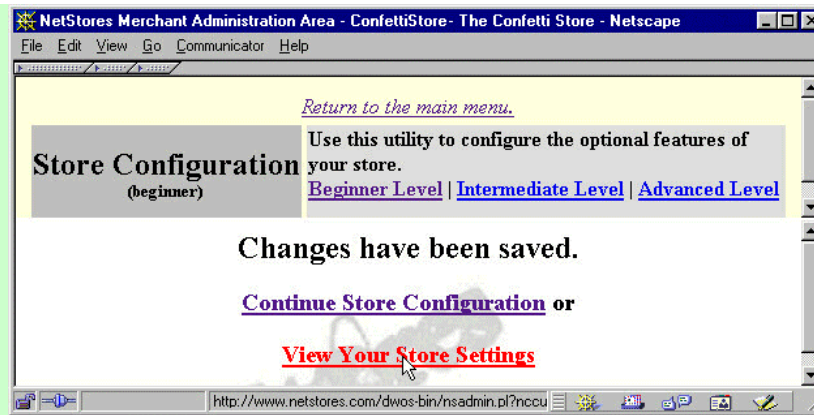 NetStores Merchant Administration Area - ConfettiStore- The Confetti Store - Netscape
File Edit View Go Communicator Help
Return to the main menu.
Store Configuration
(beginner)
Use this utility to configure the optional features of
your store.
Beginner Level | Intermediate Level | Advanced Level
Changes have been saved.
Continue Store Configuration or
View Your Store Settings
http://www.netstores.com/dwos-bin/nsadmin.pl?nccu